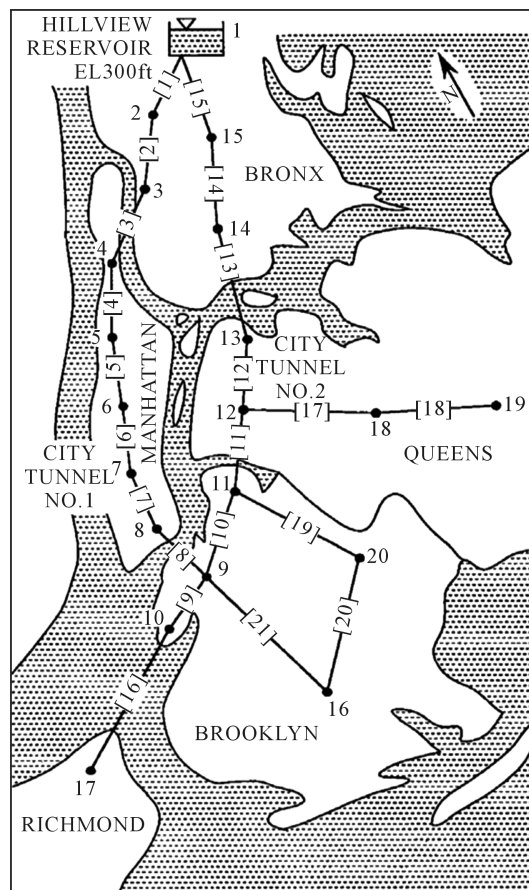 HILLVIEW
RESERVOIR
EL300ft
1
[1]
[15]
2
15
[2]
BRONX
3
[14]
N
[3]
14
4
[13]
[4]
5
13
CITY
TUNNEL
NO.2
[5]
MANHATTAN
[12]
6
12
[17]
18
[18]
19
[6]
[11]
QUEENS
CITY
TUNNEL
NO.1
7
11
[7]
[10]
[19]
8
20
[8]
9
[9]
10
[20]
[21]
[16]
16
BROOKLYN
17
RICHMOND